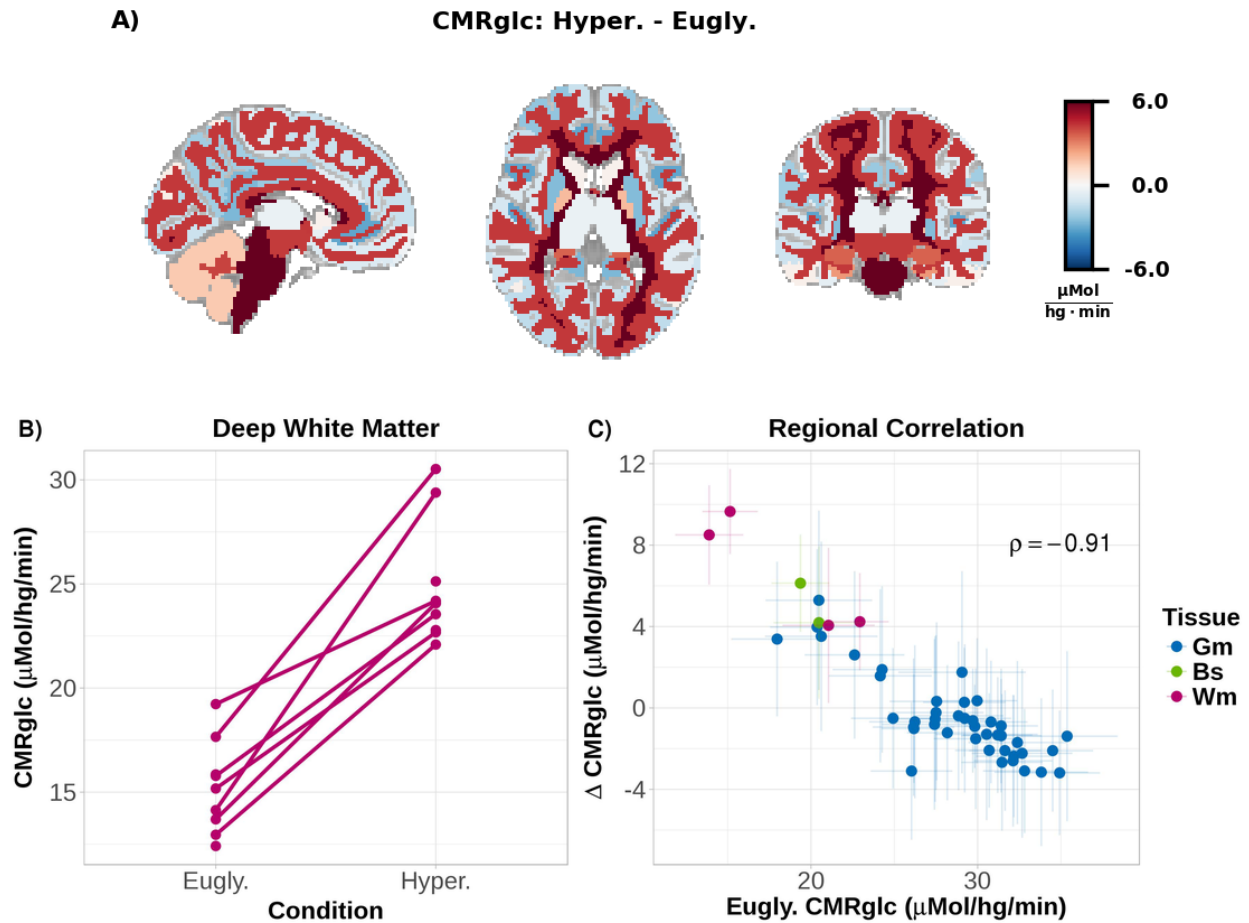 A)
CMRglc: Hyper. - Eugly.
6.0
0.0
-6.0
μMol
hg · min
B)
Deep White Matter
CMRglc (μMol/hg/min)
30
25
20
15
Eugly.
Hyper.
Condition
C)
Regional Correlation
Δ CMRglc (μMol/hg/min)
12
8
4
0
-4
ρ = −0.91
20
30
Eugly. CMRglc (μMol/hg/min)
Tissue
Gm
Bs
Wm